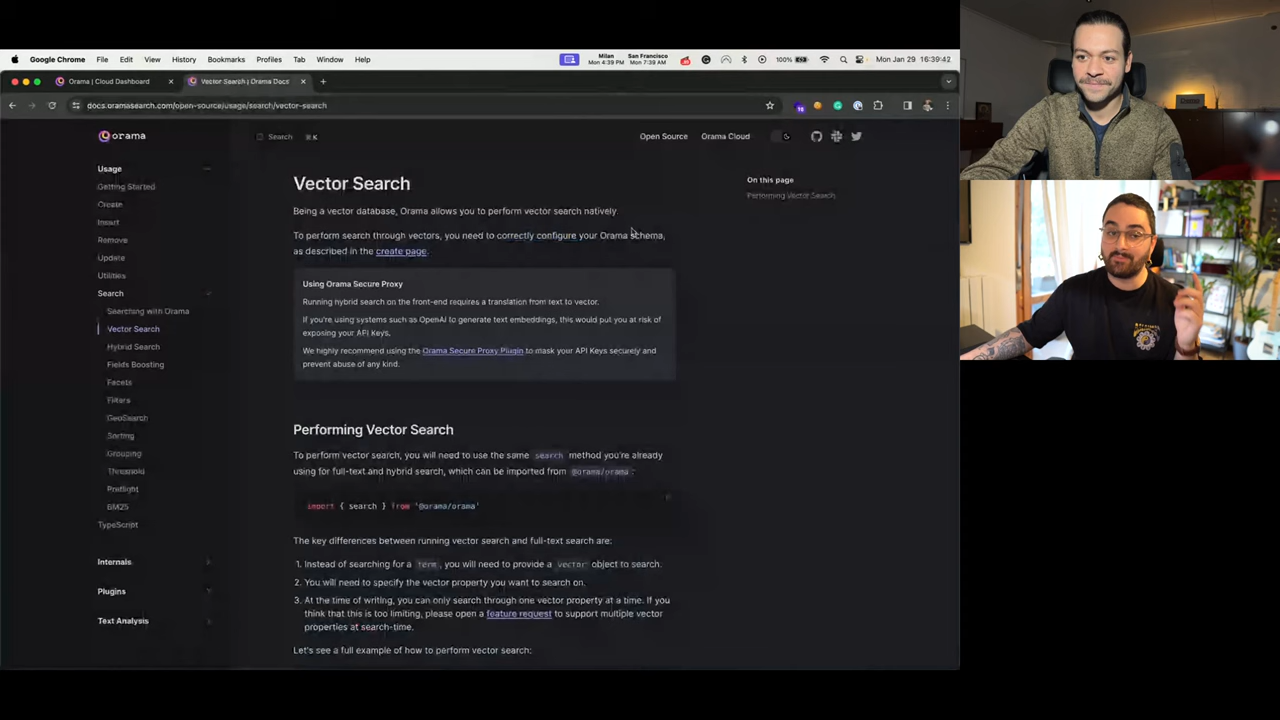 Google Chrome File Edit View History Bookmarks Profiles Tab Window Help
Milan Mon 4:39 PM San Francisco Mon 7:39 AM 100% Mon Jan 29 16:39:42
Orama | Cloud Dashboard Vector Search | Orama Docs
docs.oramasearch.com/open-source/usage/search/vector-search
orama Search ⌘K Open Source Orama Cloud
Usage
Getting Started
Create
Insert
Remove
Update
Utilities
Search
Searching with Orama
Vector Search
Hybrid Search
Fields Boosting
Facets
Filters
GeoSearch
Sorting
Grouping
Threshold
Preflight
BM25
TypeScript
Internals
Plugins
Text Analysis
Vector Search
Being a vector database, Orama allows you to perform vector search natively.
To perform search through vectors, you need to correctly configure your Orama schema,
as described in the create page.
Using Orama Secure Proxy
Running hybrid search on the front-end requires a translation from text to vector.
If you're using systems such as OpenAI to generate text embeddings, this would put you at risk of
exposing your API Keys.
We highly recommend using the Orama Secure Proxy Plugin to mask your API Keys securely and
prevent abuse of any kind.
Performing Vector Search
To perform vector search, you will need to use the same search method you're already
using for full-text and hybrid search, which can be imported from @orama/orama:
import { search } from '@orama/orama'
The key differences between running vector search and full-text search are:
1. Instead of searching for a term, you will need to provide a vector object to search.
2. You will need to specify the vector property you want to search on.
3. At the time of writing, you can only search through one vector property at a time. If you
think that this is too limiting, please open a feature request to support multiple vector
properties at search-time.
Let's see a full example of how to perform vector search:
On this page
Performing Vector Search